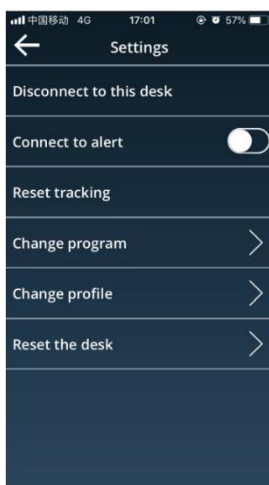 中国移动 4G 17:01 57%
Settings
Disconnect to this desk
Connect to alert
Reset tracking
Change program
Change profile
Reset the desk